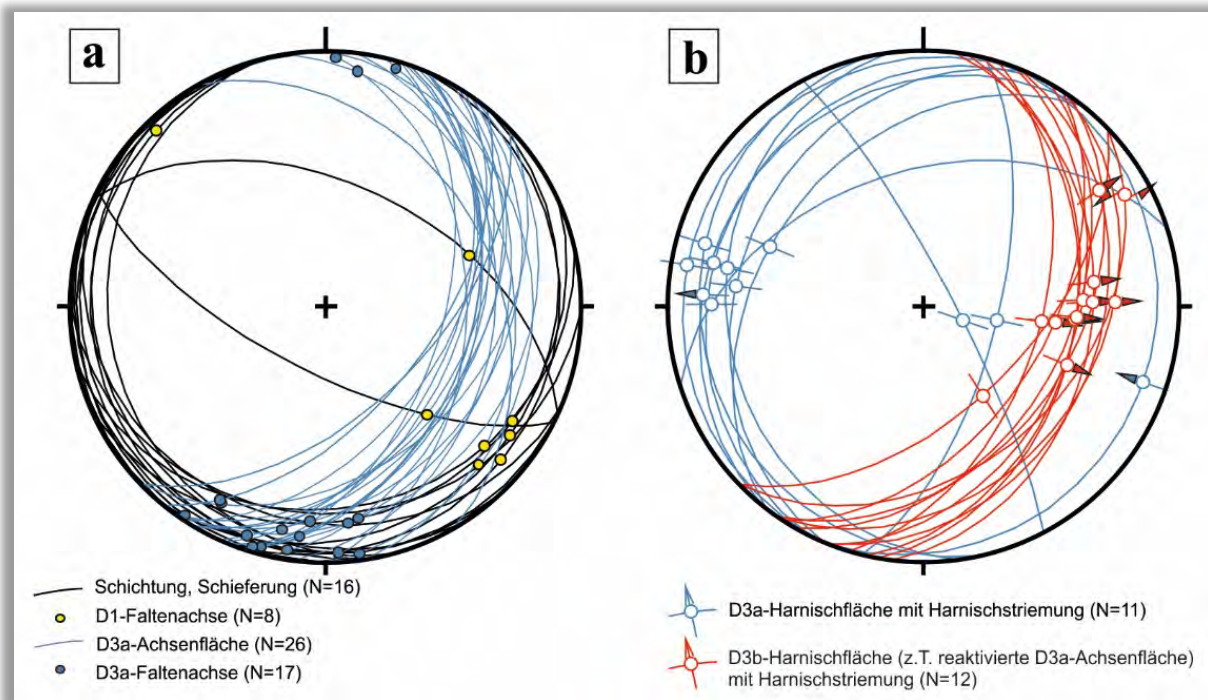 a
b
Schichtung, Schieferung (N=16)
D1-Faltenachse (N=8)
D3a-Achsenfläche (N=26)
D3a-Faltenachse (N=17)
D3a-Harnischfläche mit Harnischstriemung (N=11)
D3b-Harnischfläche (z.T. reaktivierte D3a-Achsenfläche)
mit Harnischstriemung (N=12)